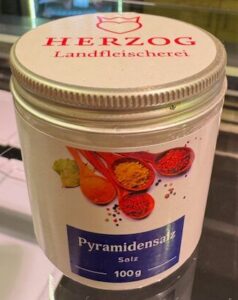 HERZOG
Landfleischerei
Pyramidensalz
Salz
100g